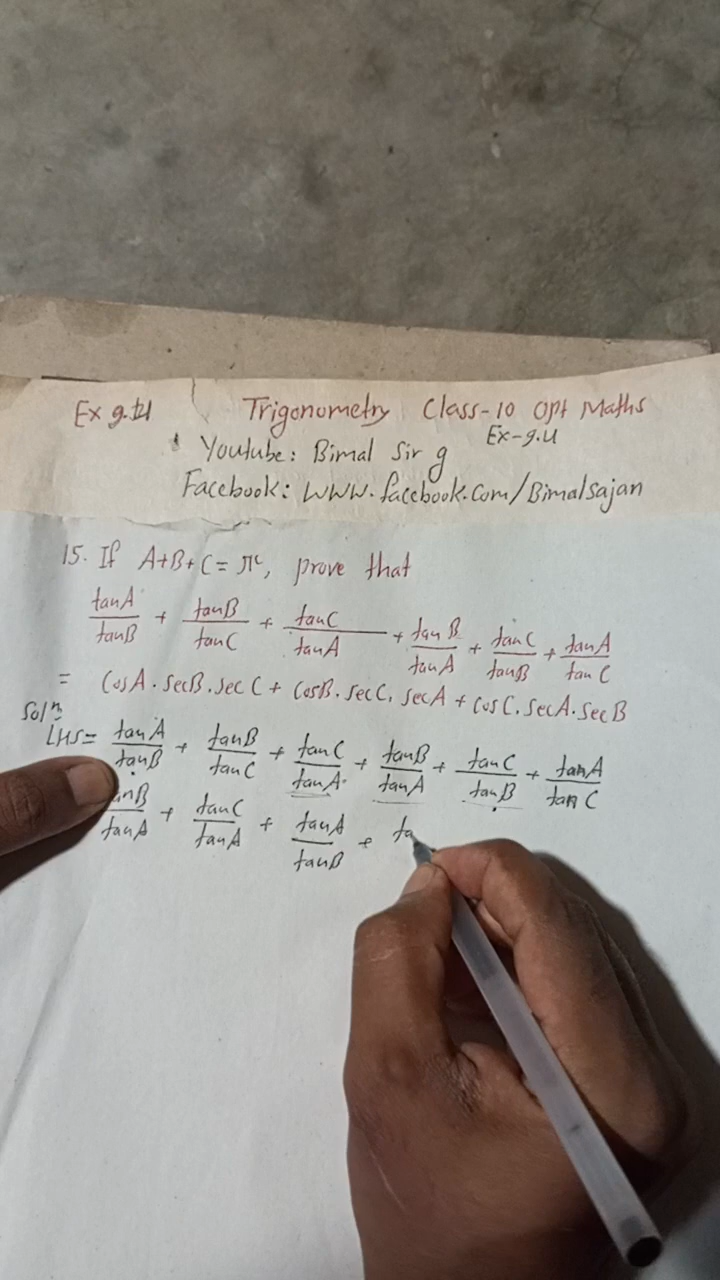 Ex 9.4 Trigonometry Class-10 Opt Maths
Ex-9.4
Youtube: Bimal Sir g
Facebook: WWW.facebook.Com/Bimalsajan
15. If A+B+C = πᶜ, prove that
tanA/tanB + tanB/tanC + tanC/tanA + tanB/tanA + tanC/tanB + tanA/tanC
= CosA.SecB.SecC + CosB.SecC.SecA + CosC.SecA.SecB
Solⁿ
LHS = tanA/tanB + tanB/tanC + tanC/tanA + tanB/tanA + tanC/tanB + tanA/tanC
anB/tanA + tanC/tanA + tanA/tanB + ta